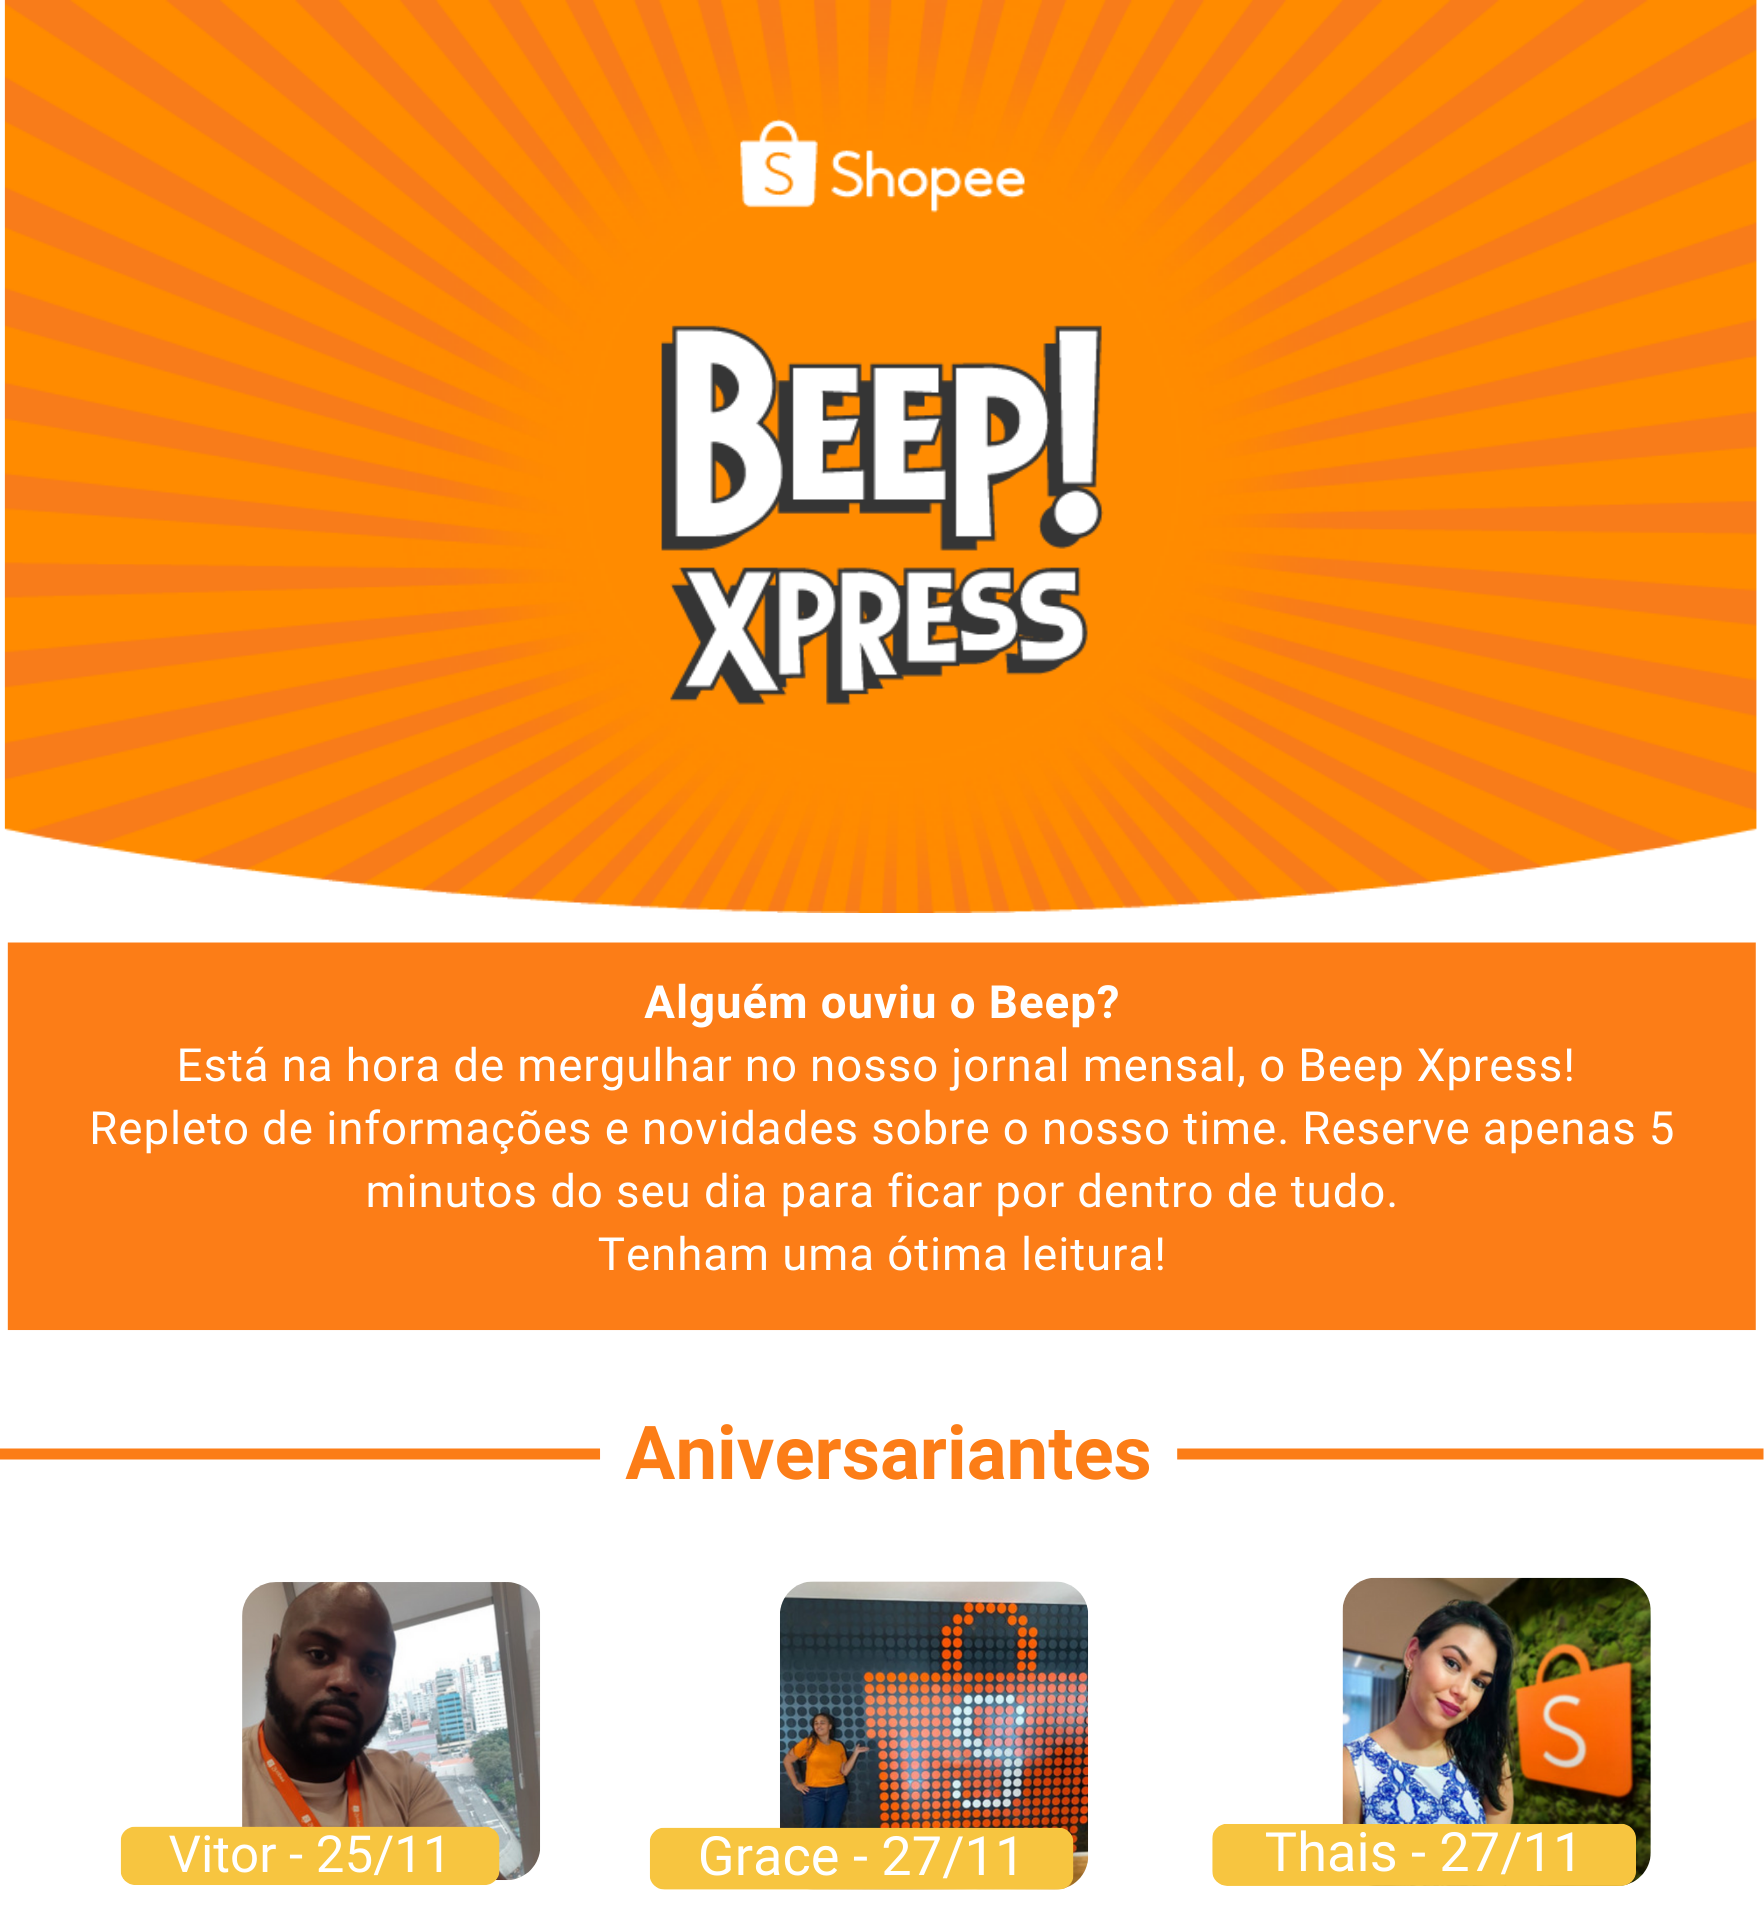 Shopee
BEEP!
XPRESS
Alguém ouviu o Beep?
Está na hora de mergulhar no nosso jornal mensal, o Beep Xpress!
Repleto de informações e novidades sobre o nosso time. Reserve apenas 5
minutos do seu dia para ficar por dentro de tudo.
Tenham uma ótima leitura!
Aniversariantes
Vitor - 25/11
Grace - 27/11
Thais - 27/11